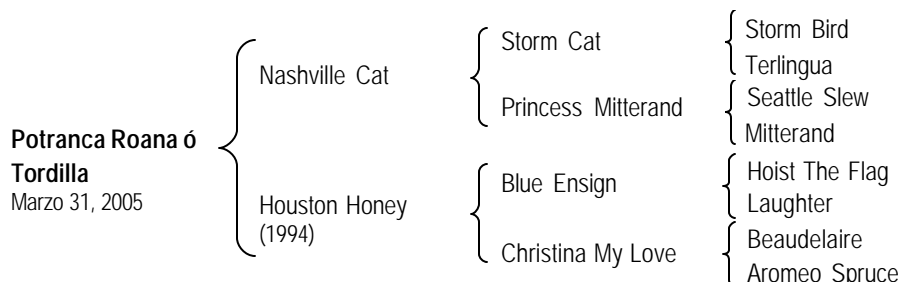 Potranca Roana ó
Tordilla
Marzo 31, 2005
Nashville Cat
Houston Honey
(1994)
Storm Cat
Princess Mitterand
Blue Ensign
Christina My Love
Storm Bird
Terlingua
Seattle Slew
Mitterand
Hoist The Flag
Laughter
Beaudelaire
Aromeo Spruce